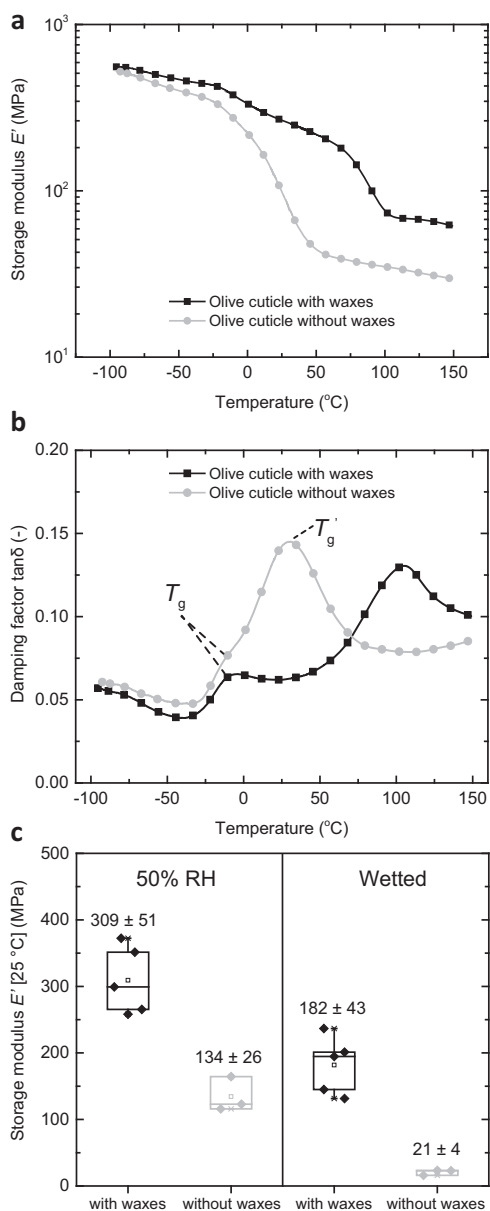 a
10³
10²
10¹
Storage modulus E' (MPa)
Olive cuticle with waxes
Olive cuticle without waxes
-100 -50 0 50 100 150
Temperature (°C)
b
0.20
0.15
0.10
0.05
0.00
Damping factor tanδ (-)
Olive cuticle with waxes
Olive cuticle without waxes
Tg'
Tg
-100 -50 0 50 100 150
Temperature (°C)
c
500
400
300
200
100
0
Storage modulus E' [25 °C] (MPa)
50% RH Wetted
309 ± 51
134 ± 26
182 ± 43
21 ± 4
with waxes without waxes with waxes without waxes